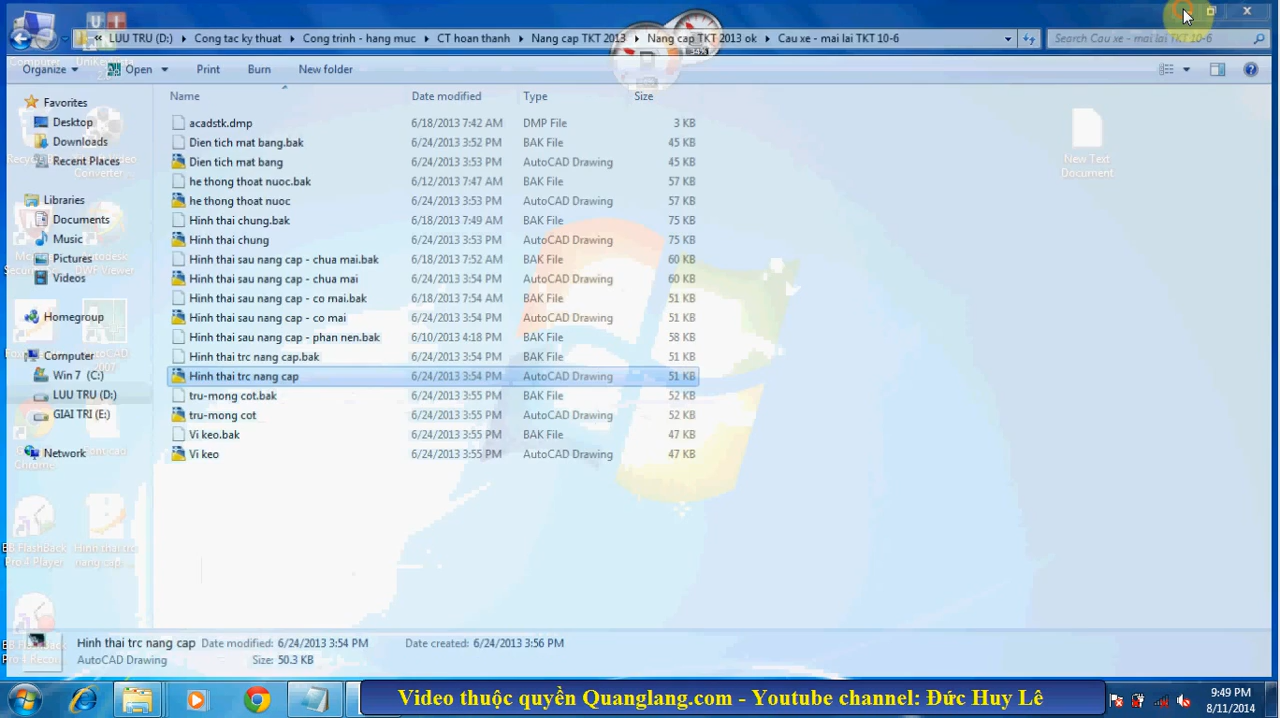 « LUU TRU (D:) Cong tac ky thuat Cong trinh - hang muc CT hoan thanh Nang cap TKT 2013 Nang cap TKT 2013 ok Cau xe - mai lai TKT 10-6
Search Cau xe - mai lai TKT 10-6
Organize Open Print Burn New folder
Name Date modified Type Size
acadstk.dmp 6/18/2013 7:42 AM DMP File 3 KB
Dien tich mat bang.bak 6/24/2013 3:52 PM BAK File 45 KB
Dien tich mat bang 6/24/2013 3:53 PM AutoCAD Drawing 45 KB
he thong thoat nuoc.bak 6/12/2013 7:47 AM BAK File 57 KB
he thong thoat nuoc 6/24/2013 3:53 PM AutoCAD Drawing 57 KB
Hinh thai chung.bak 6/18/2013 7:49 AM BAK File 75 KB
Hinh thai chung 6/24/2013 3:53 PM AutoCAD Drawing 75 KB
Hinh thai sau nang cap - chua mai.bak 6/18/2013 7:52 AM BAK File 60 KB
Hinh thai sau nang cap - chua mai 6/24/2013 3:54 PM AutoCAD Drawing 60 KB
Hinh thai sau nang cap - co mai.bak 6/18/2013 7:54 AM BAK File 51 KB
Hinh thai sau nang cap - co mai 6/24/2013 3:54 PM AutoCAD Drawing 51 KB
Hinh thai sau nang cap - phan nen.bak 6/10/2013 4:18 PM BAK File 58 KB
Hinh thai trc nang cap.bak 6/24/2013 3:54 PM BAK File 51 KB
Hinh thai trc nang cap 6/24/2013 3:54 PM AutoCAD Drawing 51 KB
tru-mong cot.bak 6/24/2013 3:55 PM BAK File 52 KB
tru-mong cot 6/24/2013 3:55 PM AutoCAD Drawing 52 KB
Vi keo.bak 6/24/2013 3:55 PM BAK File 47 KB
Vi keo 6/24/2013 3:55 PM AutoCAD Drawing 47 KB
Favorites
Desktop
Downloads
Recent Places
Libraries
Documents
Music
Pictures
Videos
Homegroup
Computer
Win 7 (C:)
LUU TRU (D:)
GIAI TRI (E:)
Network
Computer
Converter ...
DWF Viewer
Chrome
BB FlashBack
Pro 4 Player
Hinh thai trc
nang cap....
New Text
Document
Hinh thai trc nang cap Date modified: 6/24/2013 3:54 PM Date created: 6/24/2013 3:56 PM
AutoCAD Drawing Size: 50.3 KB
Video thuộc quyền Quanglang.com - Youtube channel: Đức Huy Lê
9:49 PM
8/11/2014